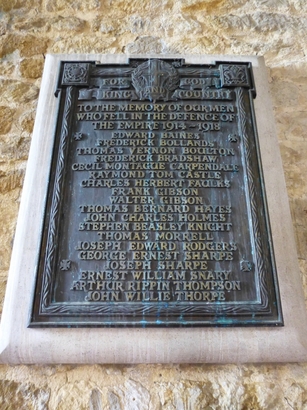 FOR GOD
KING COUNTRY
TO THE MEMORY OF OUR MEN
WHO FELL IN THE DEFENCE OF
THE EMPIRE 1914-1918
EDWARD BAINES
FREDERICK BOLLANDS
THOMAS VERNON BOULTON
FREDERICK BRADSHAW
CECIL MONTAGUE CARPENDALE
RAYMOND TOM CASTLE
CHARLES HERBERT FAULKS
FRANK GIBSON
WALTER GIBSON
THOMAS BERNARD HAYES
JOHN CHARLES HOLMES
STEPHEN BEASLEY KNIGHT
THOMAS MORRELL
JOSEPH EDWARD RODGERS
GEORGE ERNEST SHARPE
JOSEPH SHARPE
ERNEST WILLIAM SNARY
ARTHUR RIPPIN THOMPSON
JOHN WILLIE THORPE